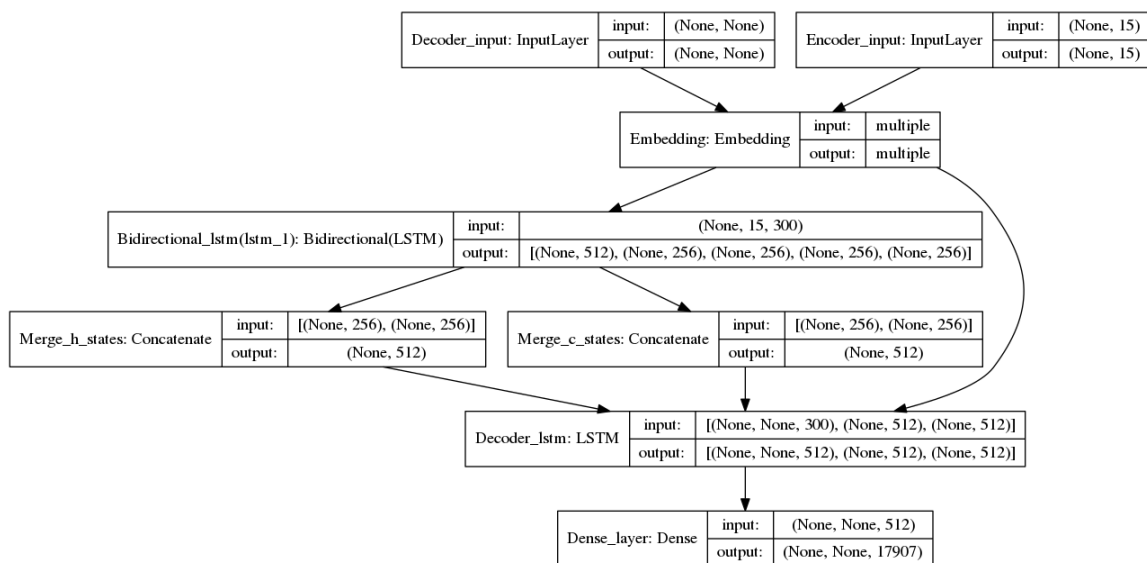 Decoder_input: InputLayer
input: (None, None)
output: (None, None)
Encoder_input: InputLayer
input: (None, 15)
output: (None, 15)
Embedding: Embedding
input: multiple
output: multiple
Bidirectional_lstm(lstm_1): Bidirectional(LSTM)
input: (None, 15, 300)
output: [(None, 512), (None, 256), (None, 256), (None, 256), (None, 256)]
Merge_h_states: Concatenate
input: [(None, 256), (None, 256)]
output: (None, 512)
Merge_c_states: Concatenate
input: [(None, 256), (None, 256)]
output: (None, 512)
Decoder_lstm: LSTM
input: [(None, None, 300), (None, 512), (None, 512)]
output: [(None, None, 512), (None, 512), (None, 512)]
Dense_layer: Dense
input: (None, None, 512)
output: (None, None, 17907)